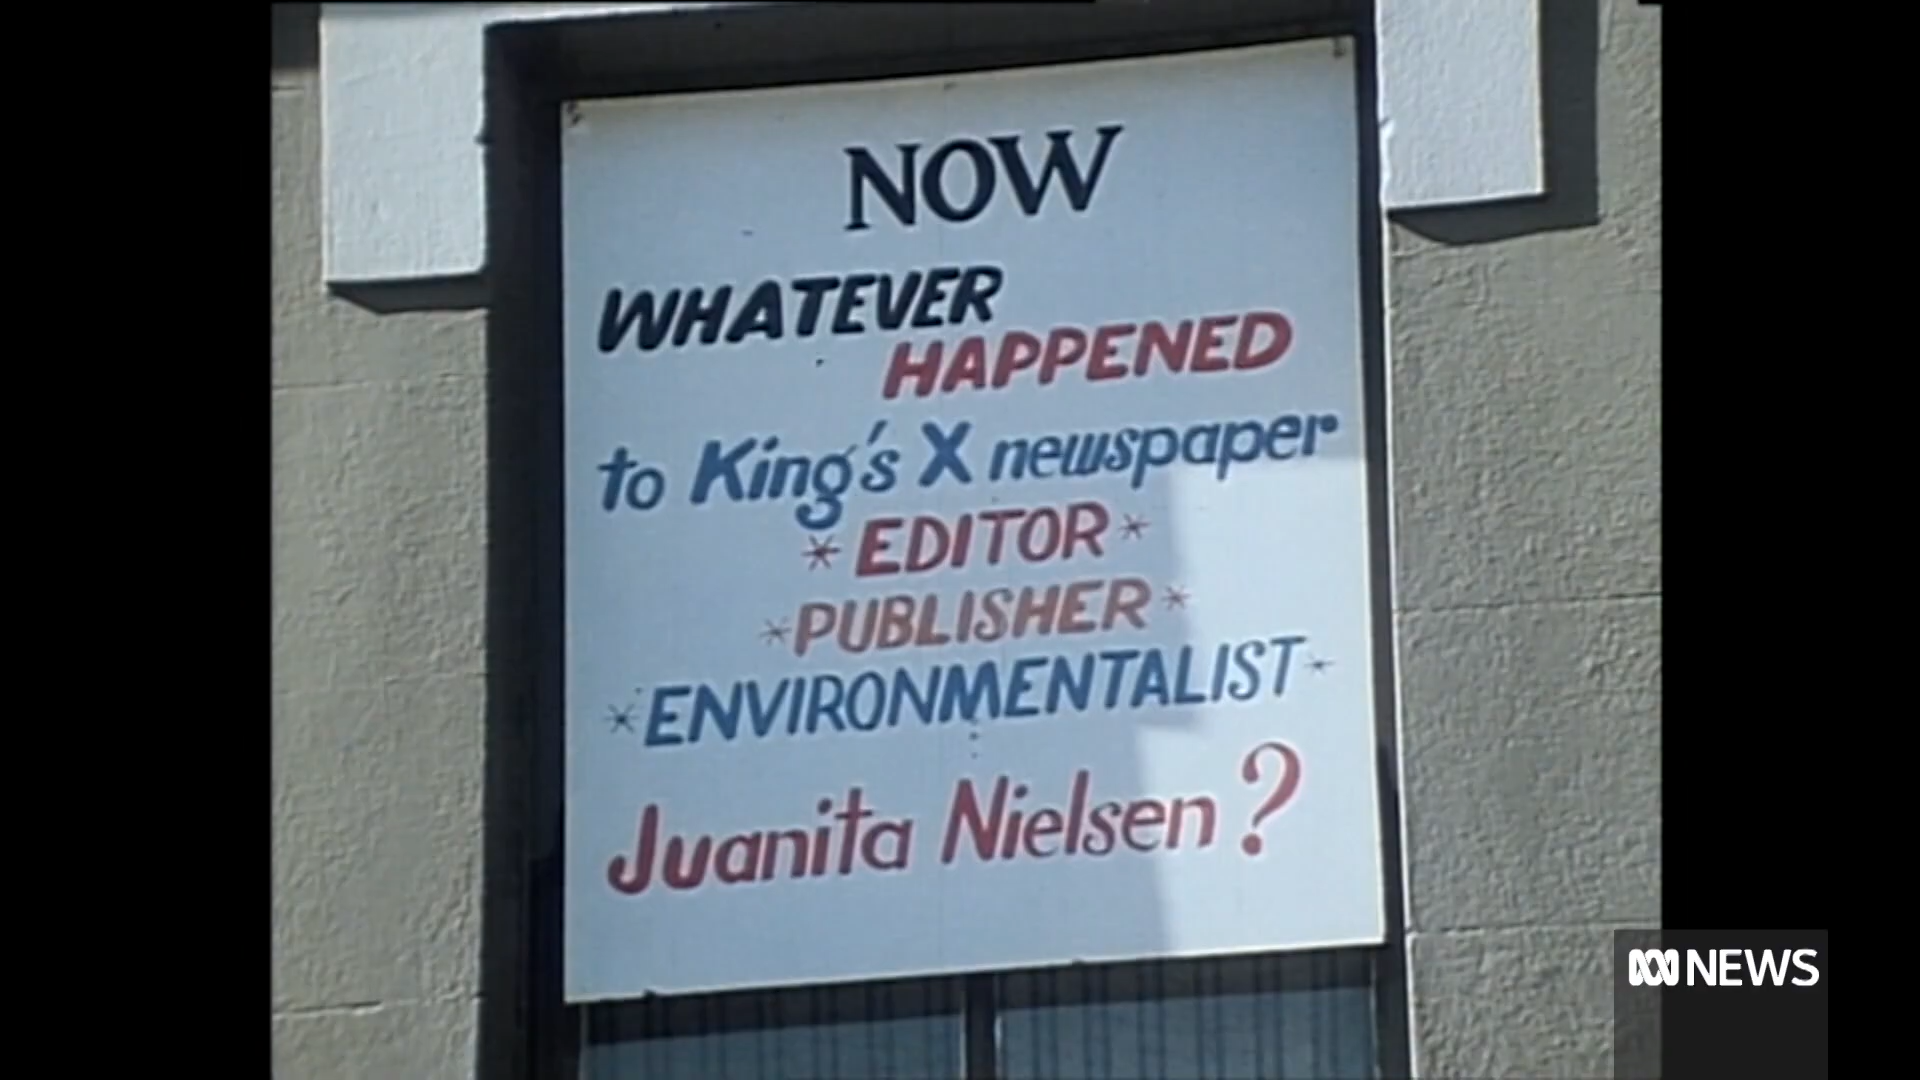 NOW
WHATEVER
HAPPENED
to King's X newspaper
* EDITOR *
* PUBLISHER *
* ENVIRONMENTALIST *
Juanita Nielsen?
NEWS